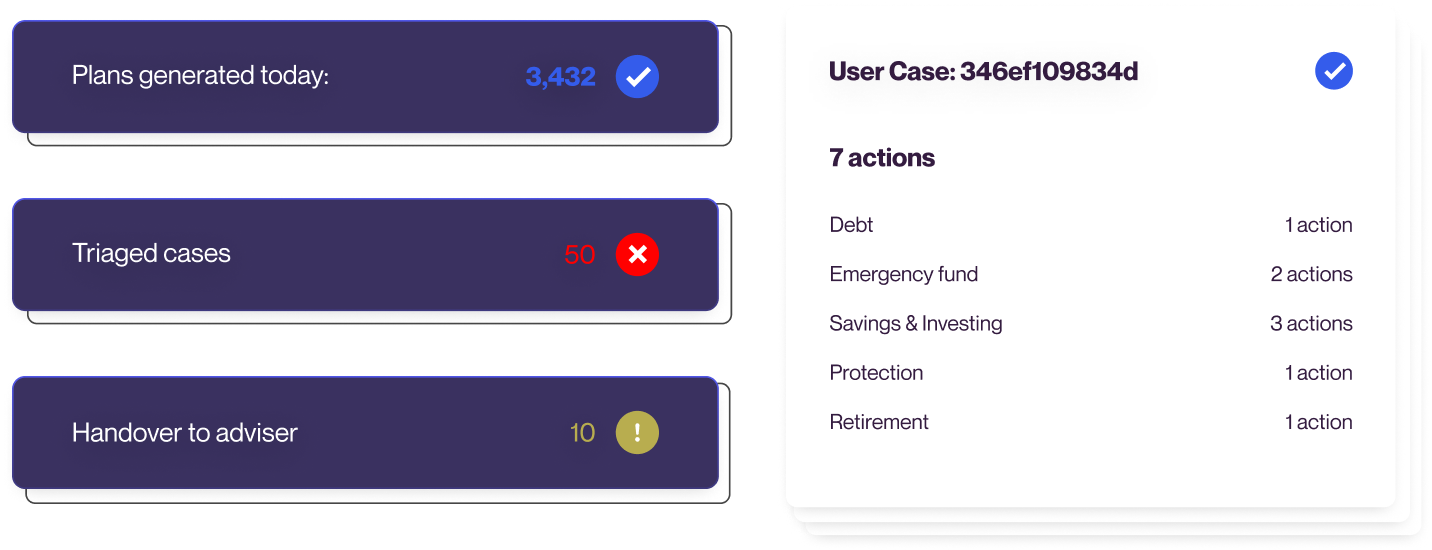 Plans generated today: 3,432
Triaged cases 50
Handover to adviser 10 !
User Case: 346ef109834d
7 actions
Debt 1 action
Emergency fund 2 actions
Savings & Investing 3 actions
Protection 1 action
Retirement 1 action